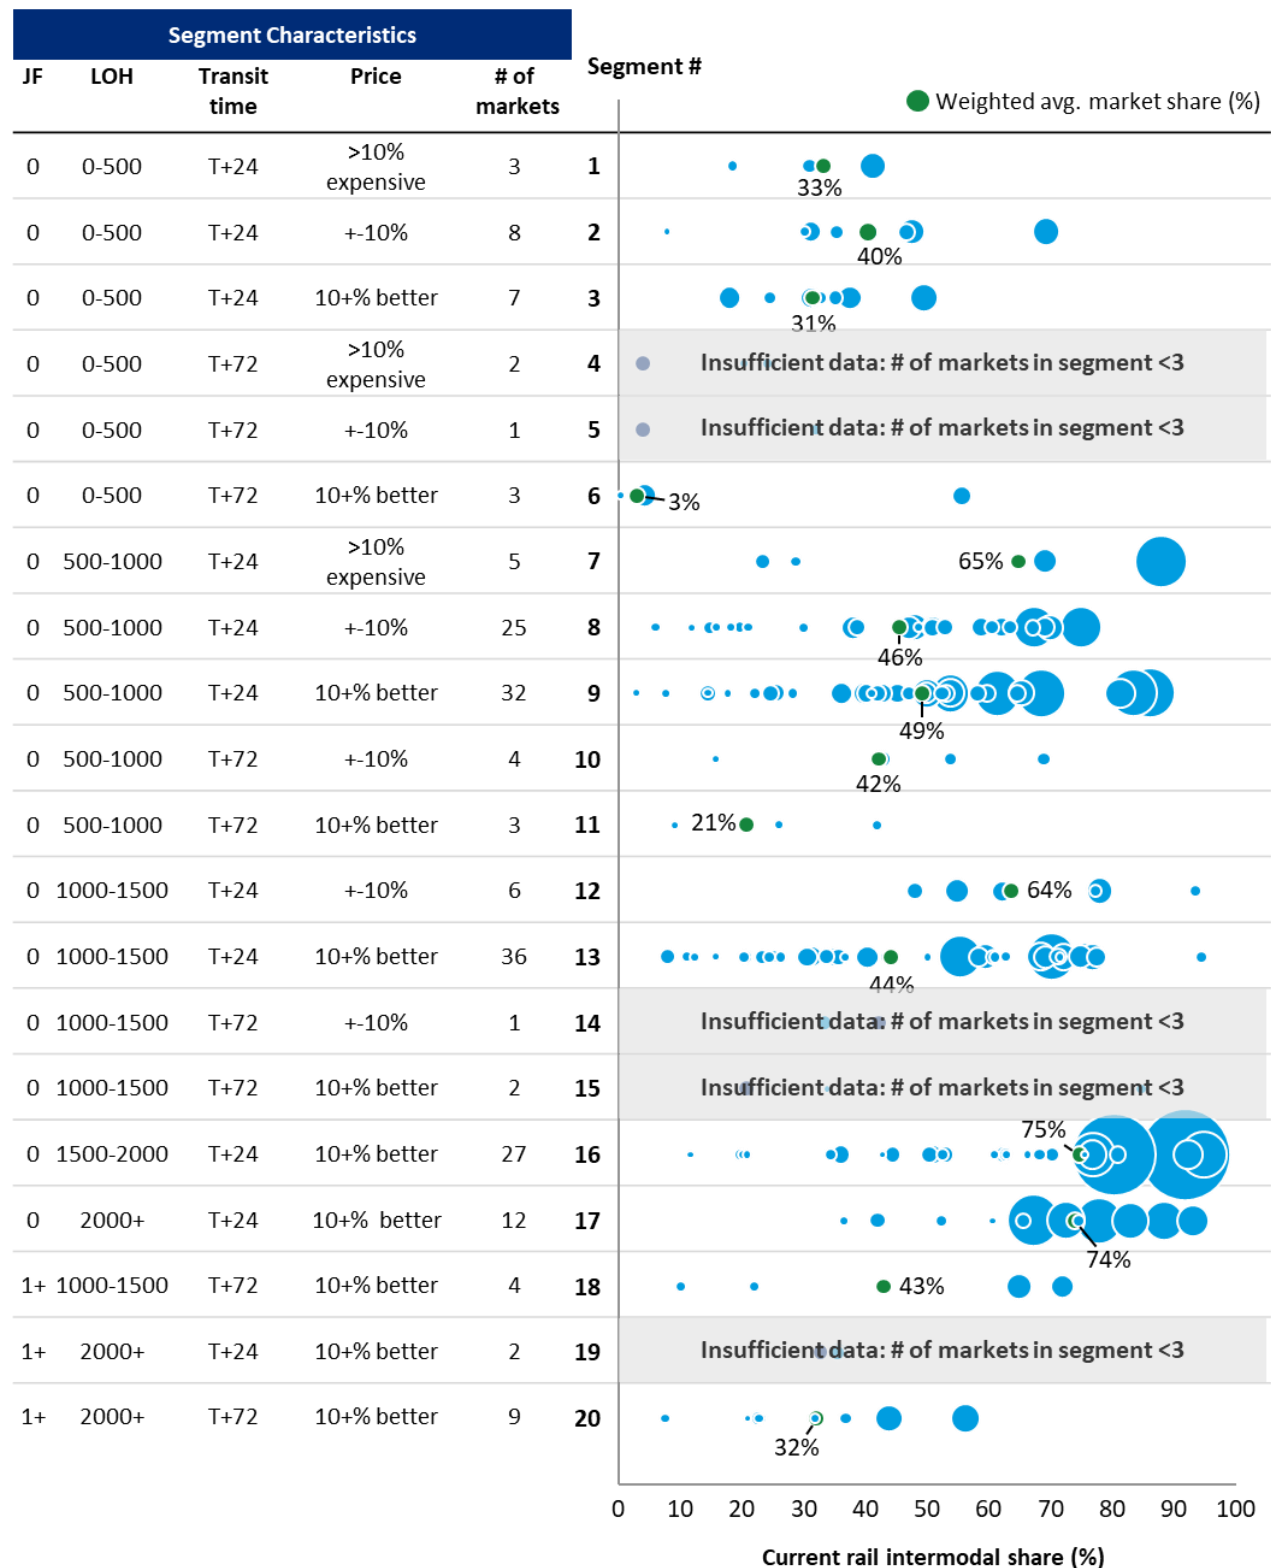 Segment Characteristics
JF LOH Transit time Price # of markets Segment #
Weighted avg. market share (%)
0 0-500 T+24 >10% expensive 3 1 33%
0 0-500 T+24 +-10% 8 2 40%
0 0-500 T+24 10+% better 7 3 31%
0 0-500 T+72 >10% expensive 2 4 Insufficient data: # of markets in segment <3
0 0-500 T+72 +-10% 1 5 Insufficient data: # of markets in segment <3
0 0-500 T+72 10+% better 3 6 3%
0 500-1000 T+24 >10% expensive 5 7 65%
0 500-1000 T+24 +-10% 25 8 46%
0 500-1000 T+24 10+% better 32 9 49%
0 500-1000 T+72 +-10% 4 10 42%
0 500-1000 T+72 10+% better 3 11 21%
0 1000-1500 T+24 +-10% 6 12 64%
0 1000-1500 T+24 10+% better 36 13 44%
0 1000-1500 T+72 +-10% 1 14 Insufficient data: # of markets in segment <3
0 1000-1500 T+72 10+% better 2 15 Insufficient data: # of markets in segment <3
0 1500-2000 T+24 10+% better 27 16 75%
0 2000+ T+24 10+% better 12 17 74%
1+ 1000-1500 T+72 10+% better 4 18 43%
1+ 2000+ T+24 10+% better 2 19 Insufficient data: # of markets in segment <3
1+ 2000+ T+72 10+% better 9 20 32%
0 10 20 30 40 50 60 70 80 90 100
Current rail intermodal share (%)